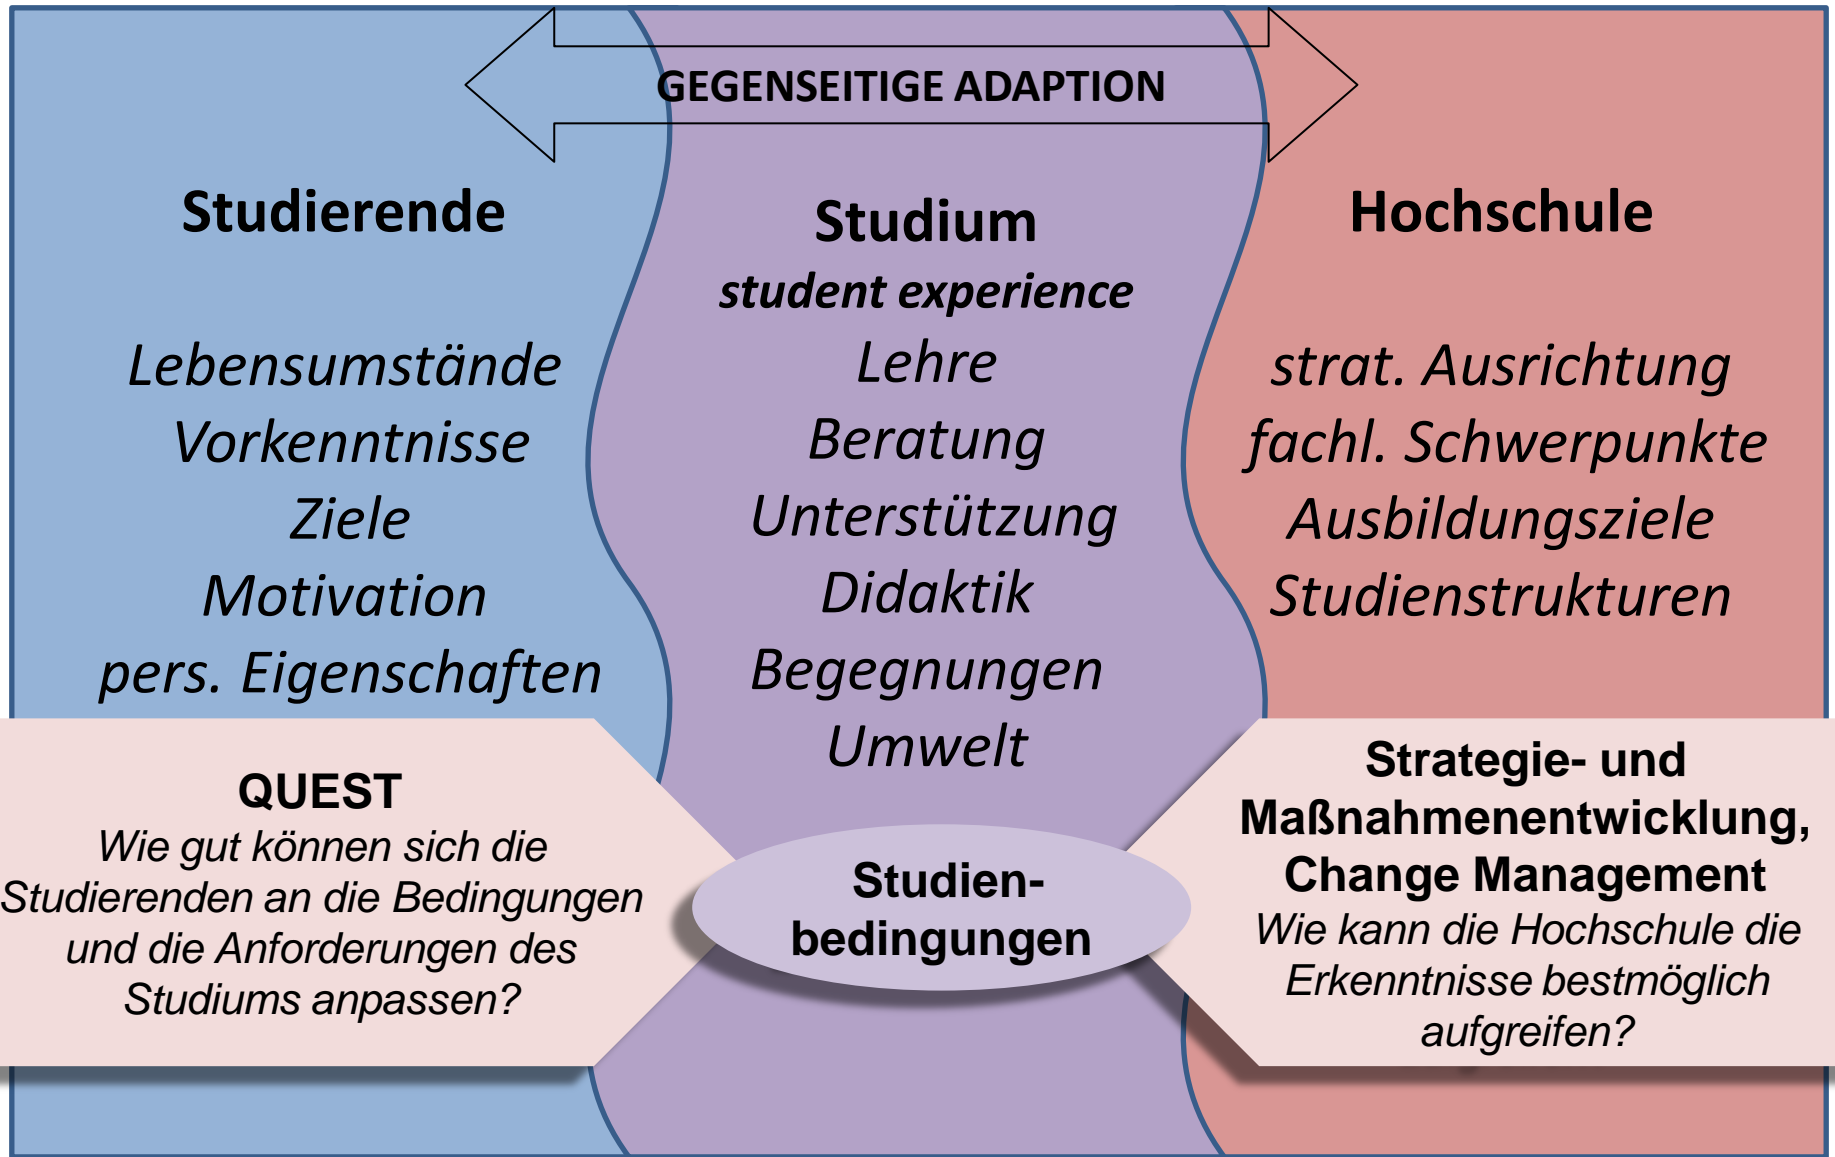 GEGENSEITIGE ADAPTION
Studierende
Lebensumstände
Vorkenntnisse
Ziele
Motivation
pers. Eigenschaften
Studium
student experience
Lehre
Beratung
Unterstützung
Didaktik
Begegnungen
Umwelt
Hochschule
strat. Ausrichtung
fachl. Schwerpunkte
Ausbildungsziele
Studienstrukturen
QUEST
Wie gut können sich die
Studierenden an die Bedingungen
und die Anforderungen des
Studiums anpassen?
Studien-
bedingungen
Strategie- und
Maßnahmenentwicklung,
Change Management
Wie kann die Hochschule die
Erkenntnisse bestmöglich
aufgreifen?